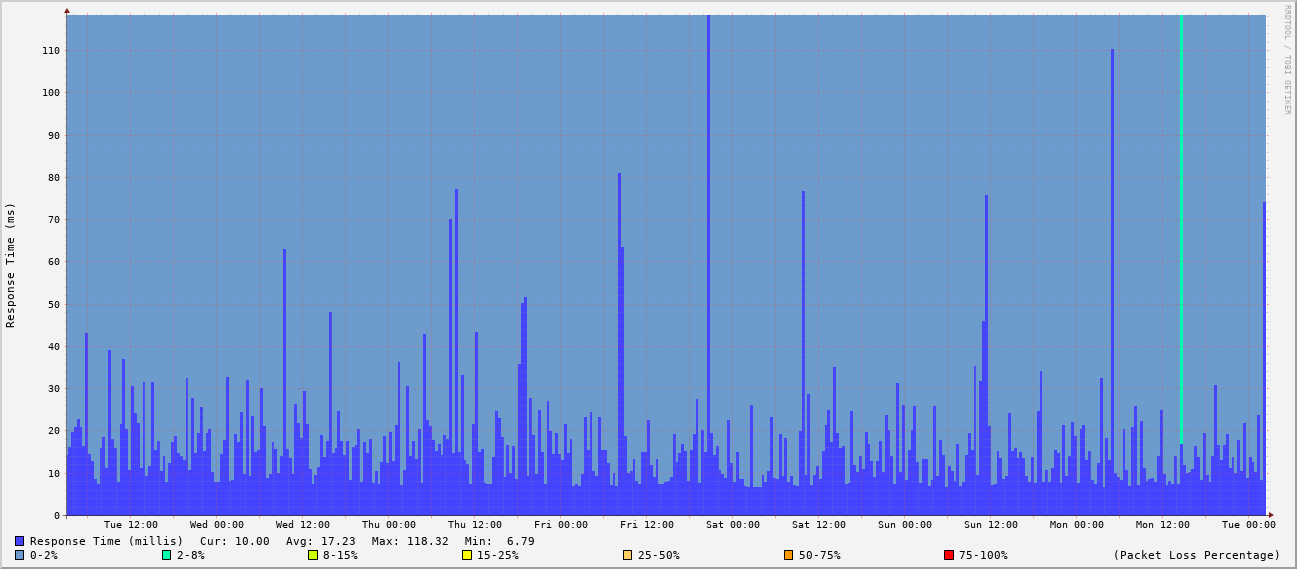 RRDTOOL / TOBI OETIKER
Response Time (ms)
110
100
90
80
70
60
50
40
30
20
10
0
Tue 12:00 Wed 00:00 Wed 12:00 Thu 00:00 Thu 12:00 Fri 00:00 Fri 12:00 Sat 00:00 Sat 12:00 Sun 00:00 Sun 12:00 Mon 00:00 Mon 12:00 Tue 00:00
Response Time (millis) Cur: 10.00 Avg: 17.23 Max: 118.32 Min: 6.79
0-2% 2-8% 8-15% 15-25% 25-50% 50-75% 75-100% (Packet Loss Percentage)